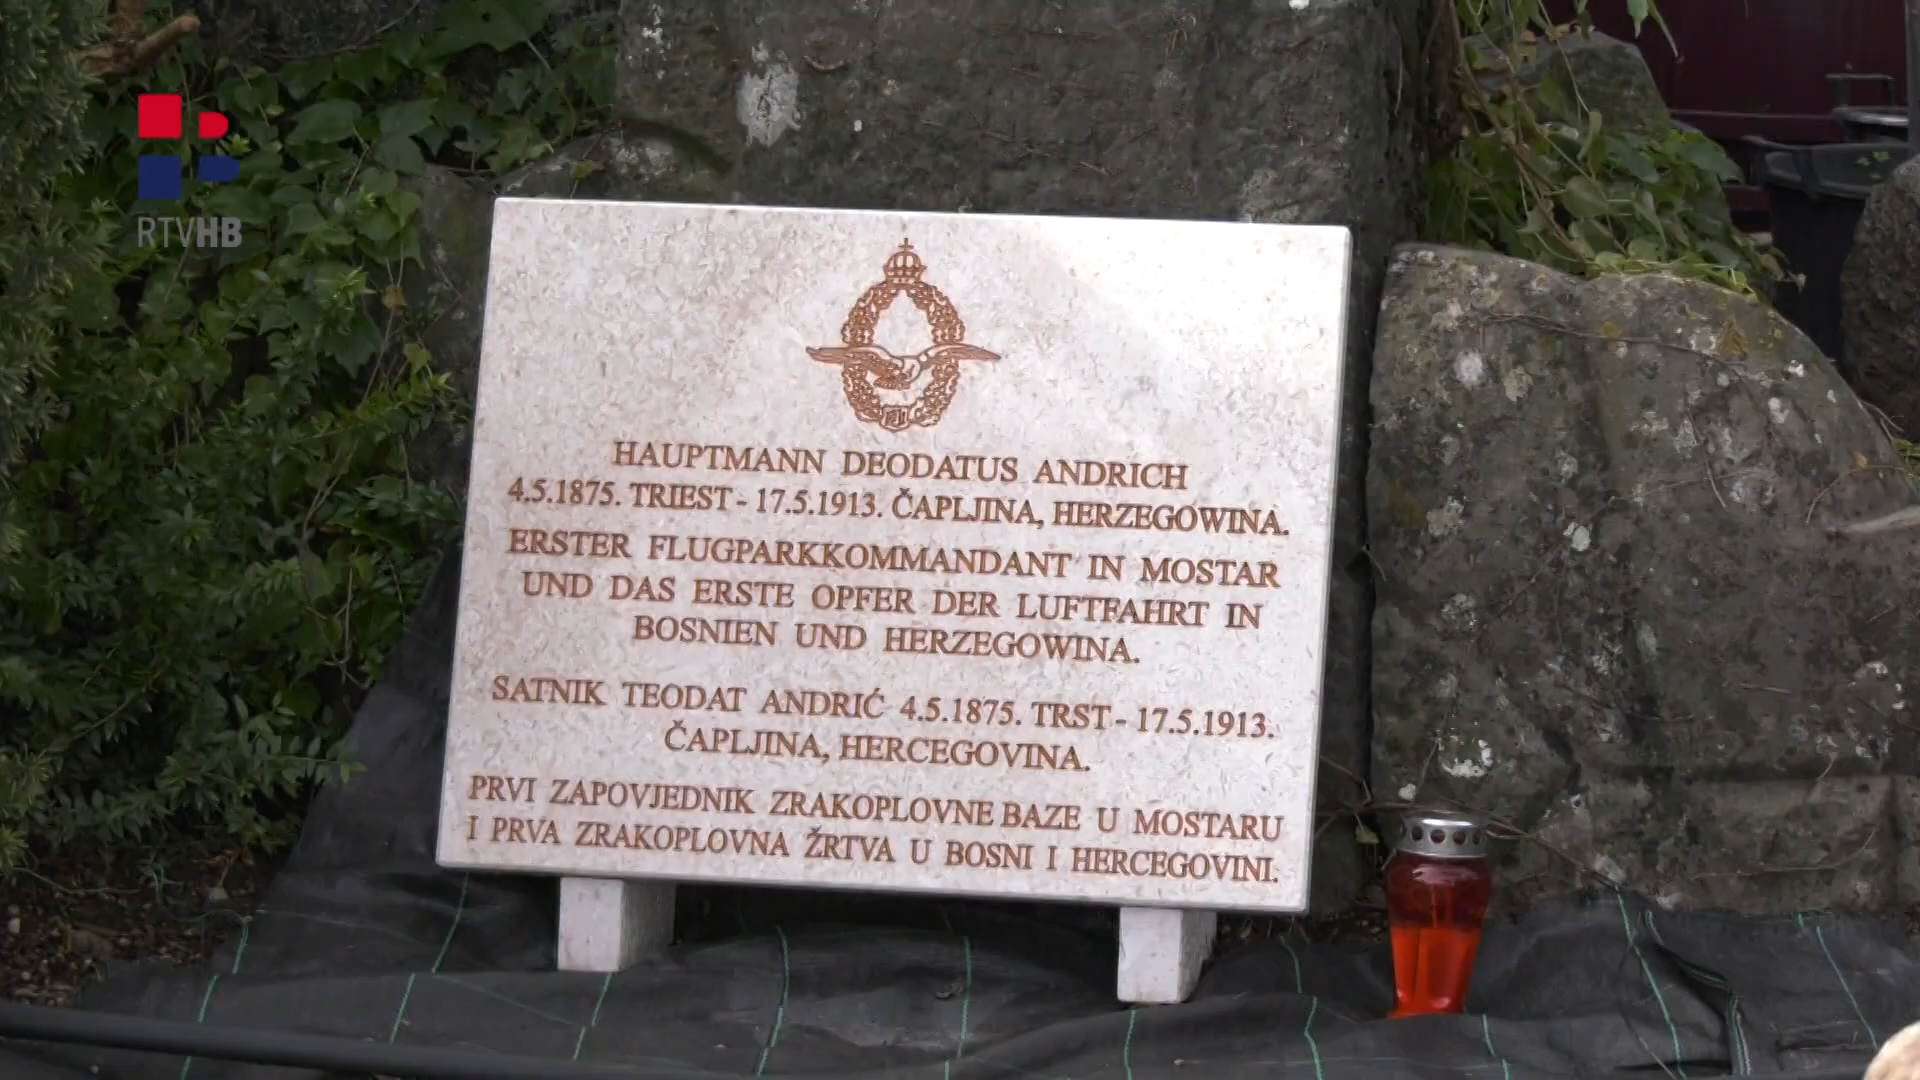 RTVHB
HAUPTMANN DEODATUS ANDRICH
4.5.1875. TRIEST - 17.5.1913. ČAPLJINA, HERZEGOWINA.
ERSTER FLUGPARKKOMMANDANT IN MOSTAR
UND DAS ERSTE OPFER DER LUFTFAHRT IN
BOSNIEN UND HERZEGOWINA.
SATNIK TEODAT ANDRIĆ 4.5.1875. TRST - 17.5.1913.
ČAPLJINA, HERCEGOVINA.
PRVI ZAPOVJEDNIK ZRAKOPLOVNE BAZE U MOSTARU
I PRVA ZRAKOPLOVNA ŽRTVA U BOSNI I HERCEGOVINI.